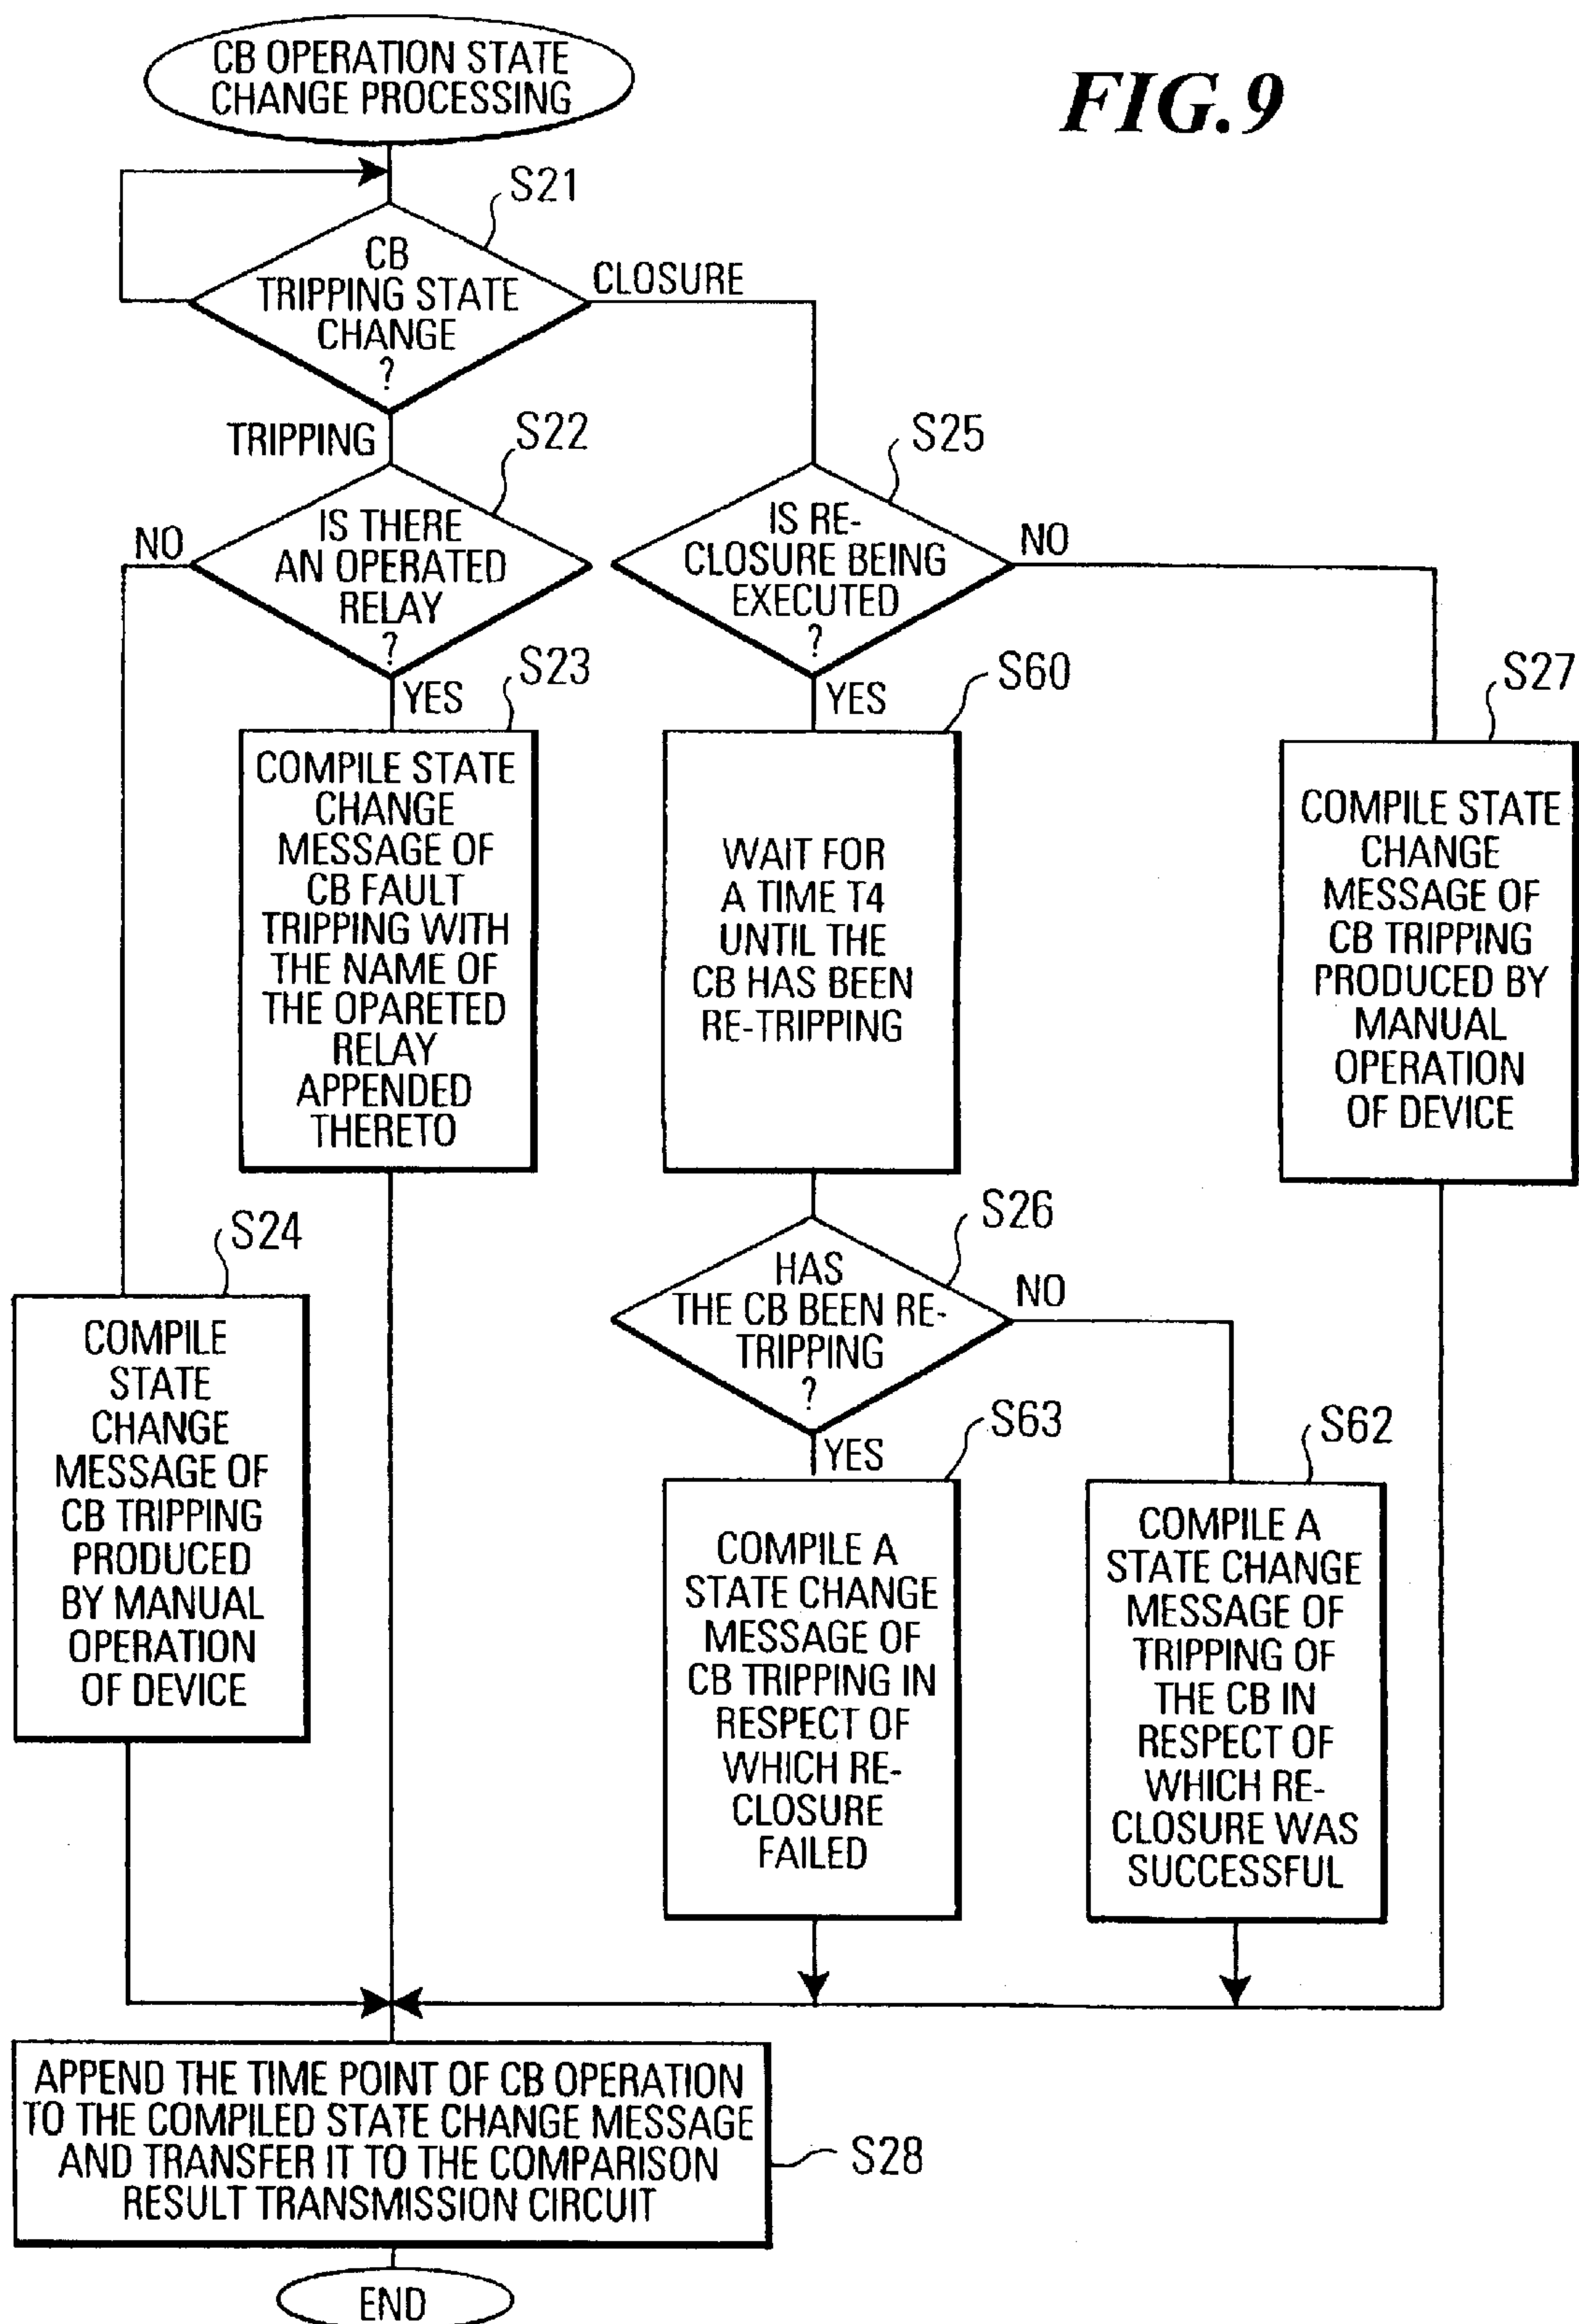 CB OPERATION STATE
CHANGE PROCESSING
FIG.9
S21
CB
TRIPPING STATE
CHANGE
?
CLOSURE
TRIPPING
S22
IS THERE
AN OPERATED
RELAY
?
NO
YES
S25
IS RE-
CLOSURE BEING
EXECUTED
?
NO
YES
S23
COMPILE STATE
CHANGE
MESSAGE OF
CB FAULT
TRIPPING WITH
THE NAME OF
THE OPARETED
RELAY
APPENDED
THERETO
S60
WAIT FOR
A TIME T4
UNTIL THE
CB HAS BEEN
RE-TRIPPING
S27
COMPILE STATE
CHANGE
MESSAGE OF
CB TRIPPING
PRODUCED BY
MANUAL
OPERATION
OF DEVICE
S24
COMPILE
STATE
CHANGE
MESSAGE OF
CB TRIPPING
PRODUCED
BY MANUAL
OPERATION
OF DEVICE
S26
HAS
THE CB BEEN RE-
TRIPPING
?
NO
YES
S63
COMPILE A
STATE CHANGE
MESSAGE OF
CB TRIPPING IN
RESPECT OF
WHICH RE-
CLOSURE
FAILED
S62
COMPILE A
STATE CHANGE
MESSAGE OF
TRIPPING OF
THE CB IN
RESPECT OF
WHICH RE-
CLOSURE WAS
SUCCESSFUL
APPEND THE TIME POINT OF CB OPERATION
TO THE COMPILED STATE CHANGE MESSAGE
AND TRANSFER IT TO THE COMPARISON
RESULT TRANSMISSION CIRCUIT
S28
END